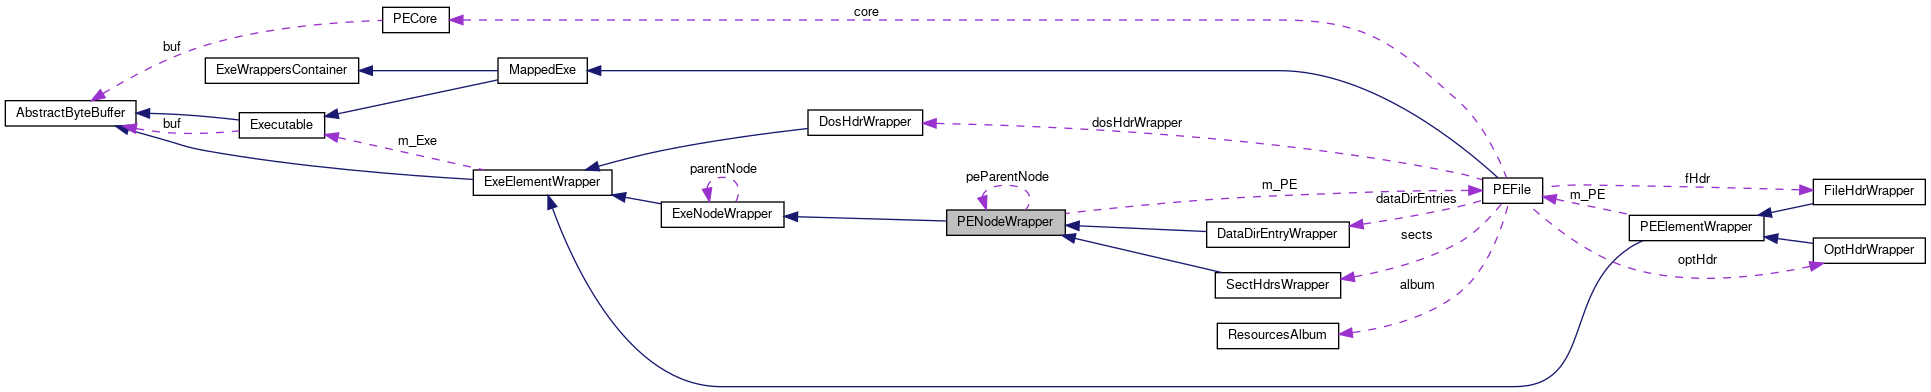 PECore
core
buf
ExeWrappersContainer
MappedExe
AbstractByteBuffer
buf
Executable
DosHdrWrapper
dosHdrWrapper
m_Exe
parentNode
peParentNode
ExeElementWrapper
m_PE
PEFile
fHdr
FileHdrWrapper
dataDirEntries
m_PE
ExeNodeWrapper
PENodeWrapper
DataDirEntryWrapper
PEElementWrapper
sects
OptHdrWrapper
optHdr
SectHdrsWrapper
album
ResourcesAlbum